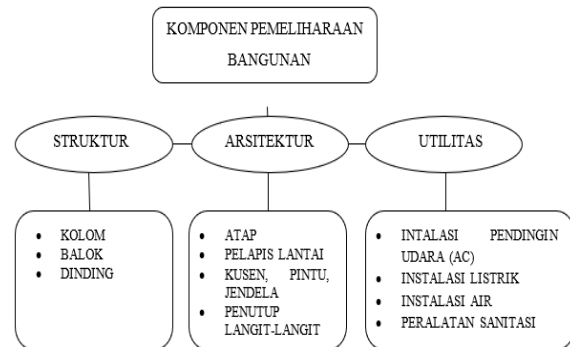 KOMPONEN PEMELIHARAAN
BANGUNAN
STRUKTUR
ARSITEKTUR
UTILITAS
• KOLOM
• BALOK
• DINDING
• ATAP
• PELAPIS LANTAI
• KUSEN, PINTU,
JENDELA
• PENUTUP
LANGIT-LANGIT
• INTALASI PENDINGIN
UDARA (AC)
• INSTALASI LISTRIK
• INSTALASI AIR
• PERALATAN SANITASI